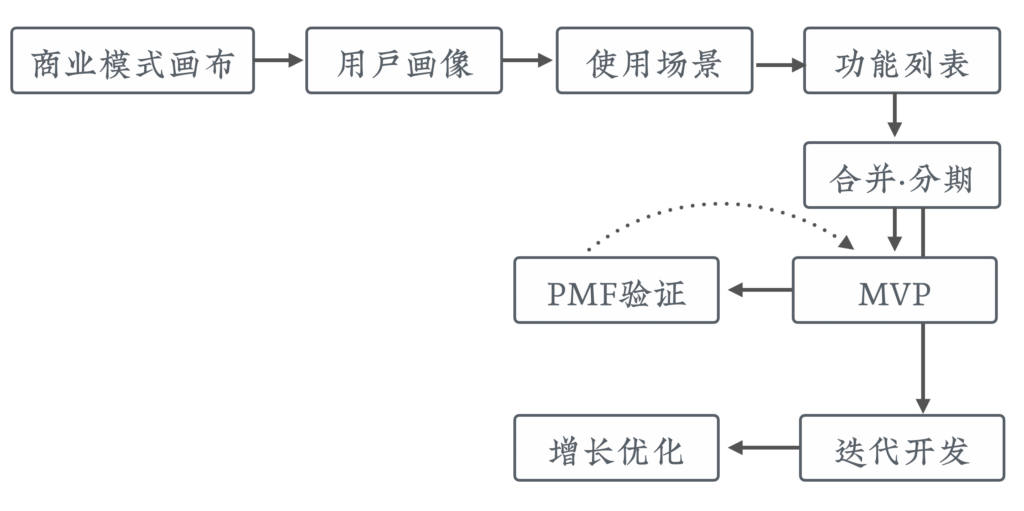 商业模式画布
用户画像
使用场景
功能列表
合并.分期
PMF验证
MVP
增长优化
迭代开发